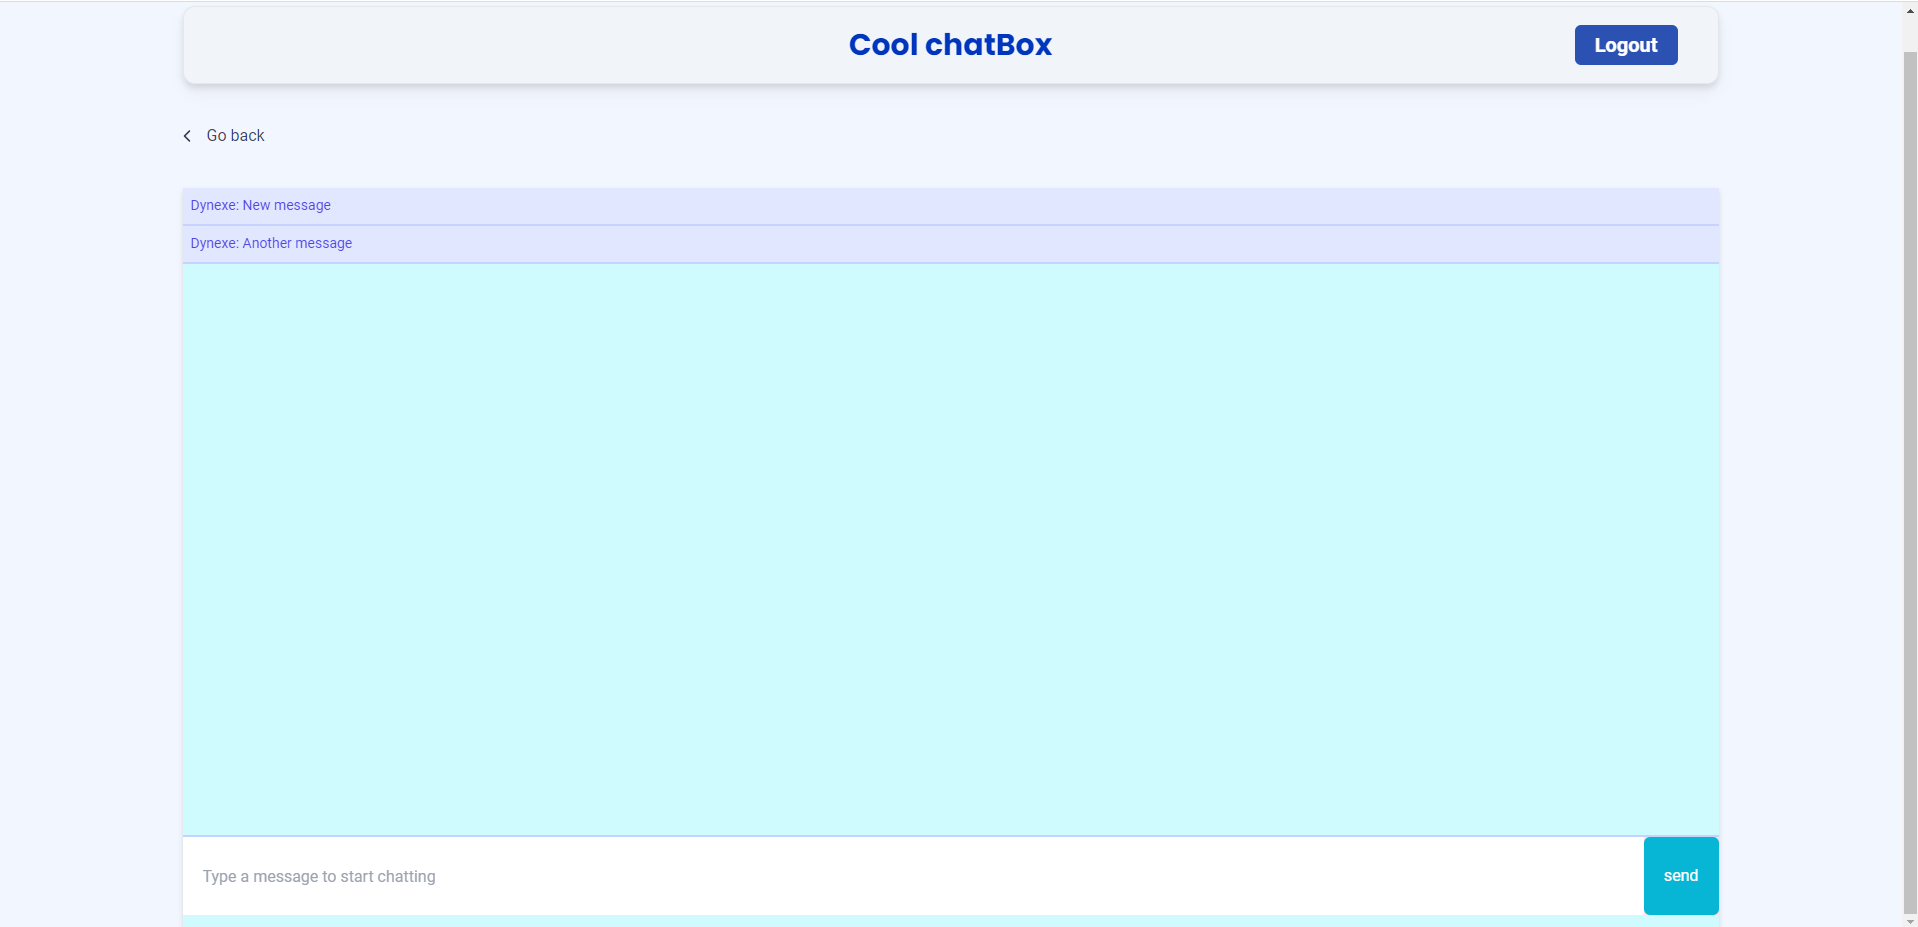 Cool chatBox
Logout
Go back
Dynexe: New message
Dynexe: Another message
Type a message to start chatting
send